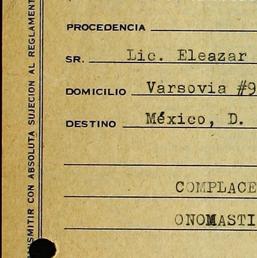 PROCEDENCIA
SR. Lic. Eleazar
DOMICILIO Varsovia #9
DESTINO México, D.
COMPLACE
ONOMASTI
SMITIR CON ABSOLUTA SUJECION AL REGLAMENT